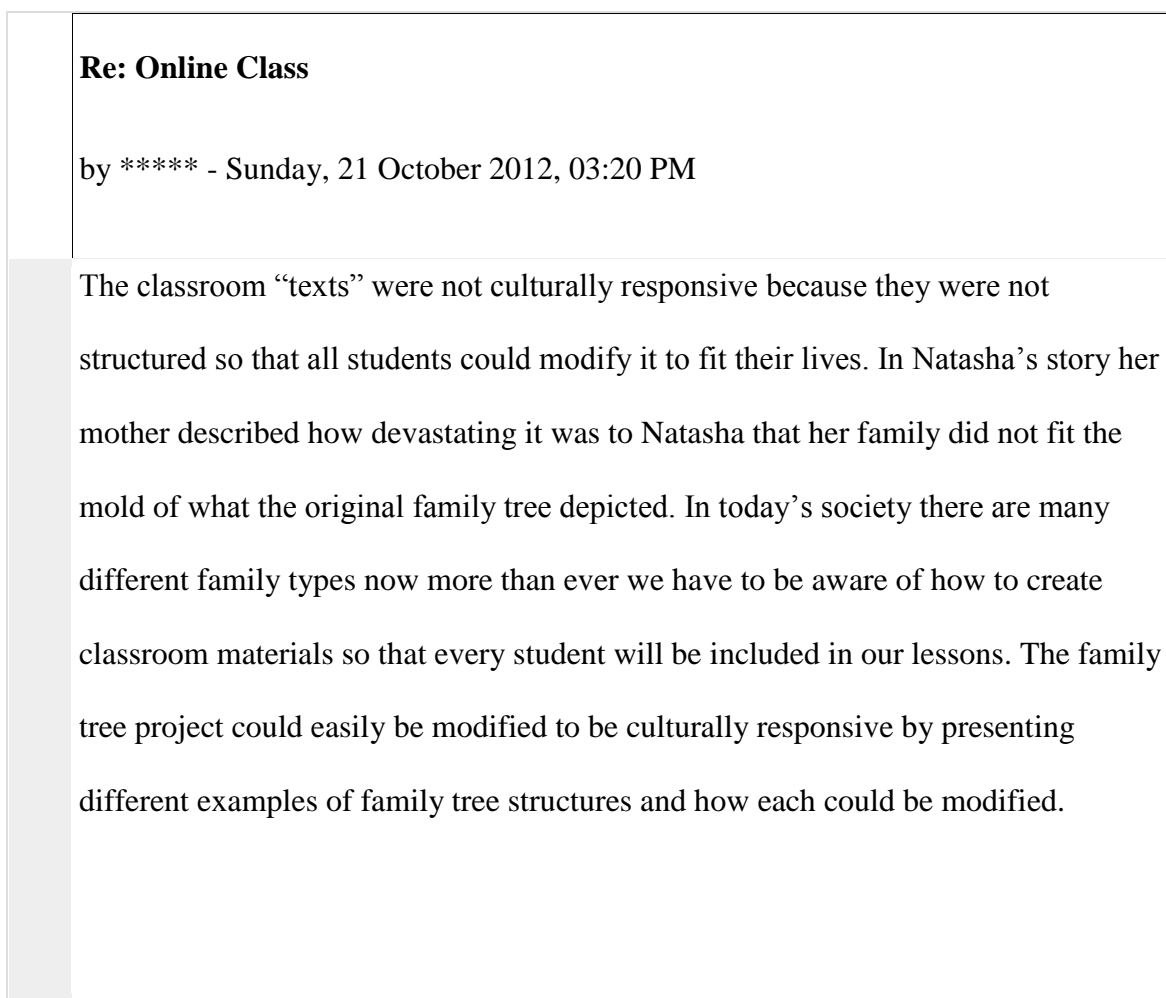 Re: Online Class
by ***** - Sunday, 21 October 2012, 03:20 PM
The classroom “texts” were not culturally responsive because they were not
structured so that all students could modify it to fit their lives. In Natasha’s story her
mother described how devastating it was to Natasha that her family did not fit the
mold of what the original family tree depicted. In today’s society there are many
different family types now more than ever we have to be aware of how to create
classroom materials so that every student will be included in our lessons. The family
tree project could easily be modified to be culturally responsive by presenting
different examples of family tree structures and how each could be modified.